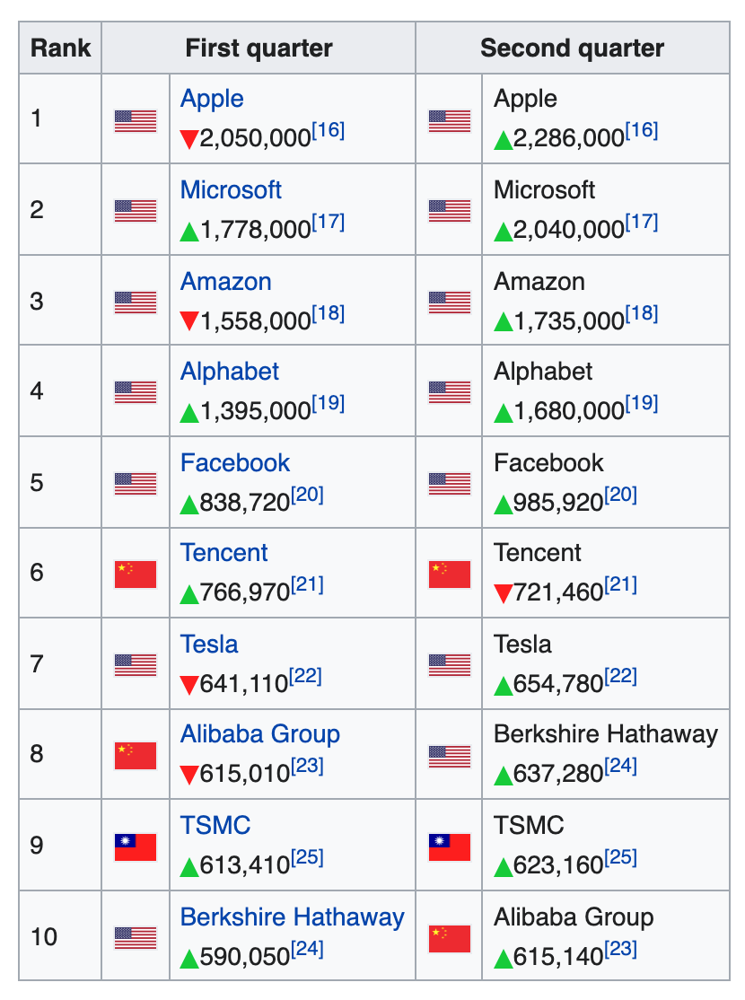 Rank First quarter Second quarter
1 Apple Apple
▼2,050,000[16] ▲2,286,000[16]
2 Microsoft Microsoft
▲1,778,000[17] ▲2,040,000[17]
3 Amazon Amazon
▼1,558,000[18] ▲1,735,000[18]
4 Alphabet Alphabet
▲1,395,000[19] ▲1,680,000[19]
5 Facebook Facebook
▲838,720[20] ▲985,920[20]
6 Tencent Tencent
▲766,970[21] ▼721,460[21]
7 Tesla Tesla
▼641,110[22] ▲654,780[22]
8 Alibaba Group Berkshire Hathaway
▼615,010[23] ▲637,280[24]
9 TSMC TSMC
▲613,410[25] ▲623,160[25]
10 Berkshire Hathaway Alibaba Group
▲590,050[24] ▲615,140[23]